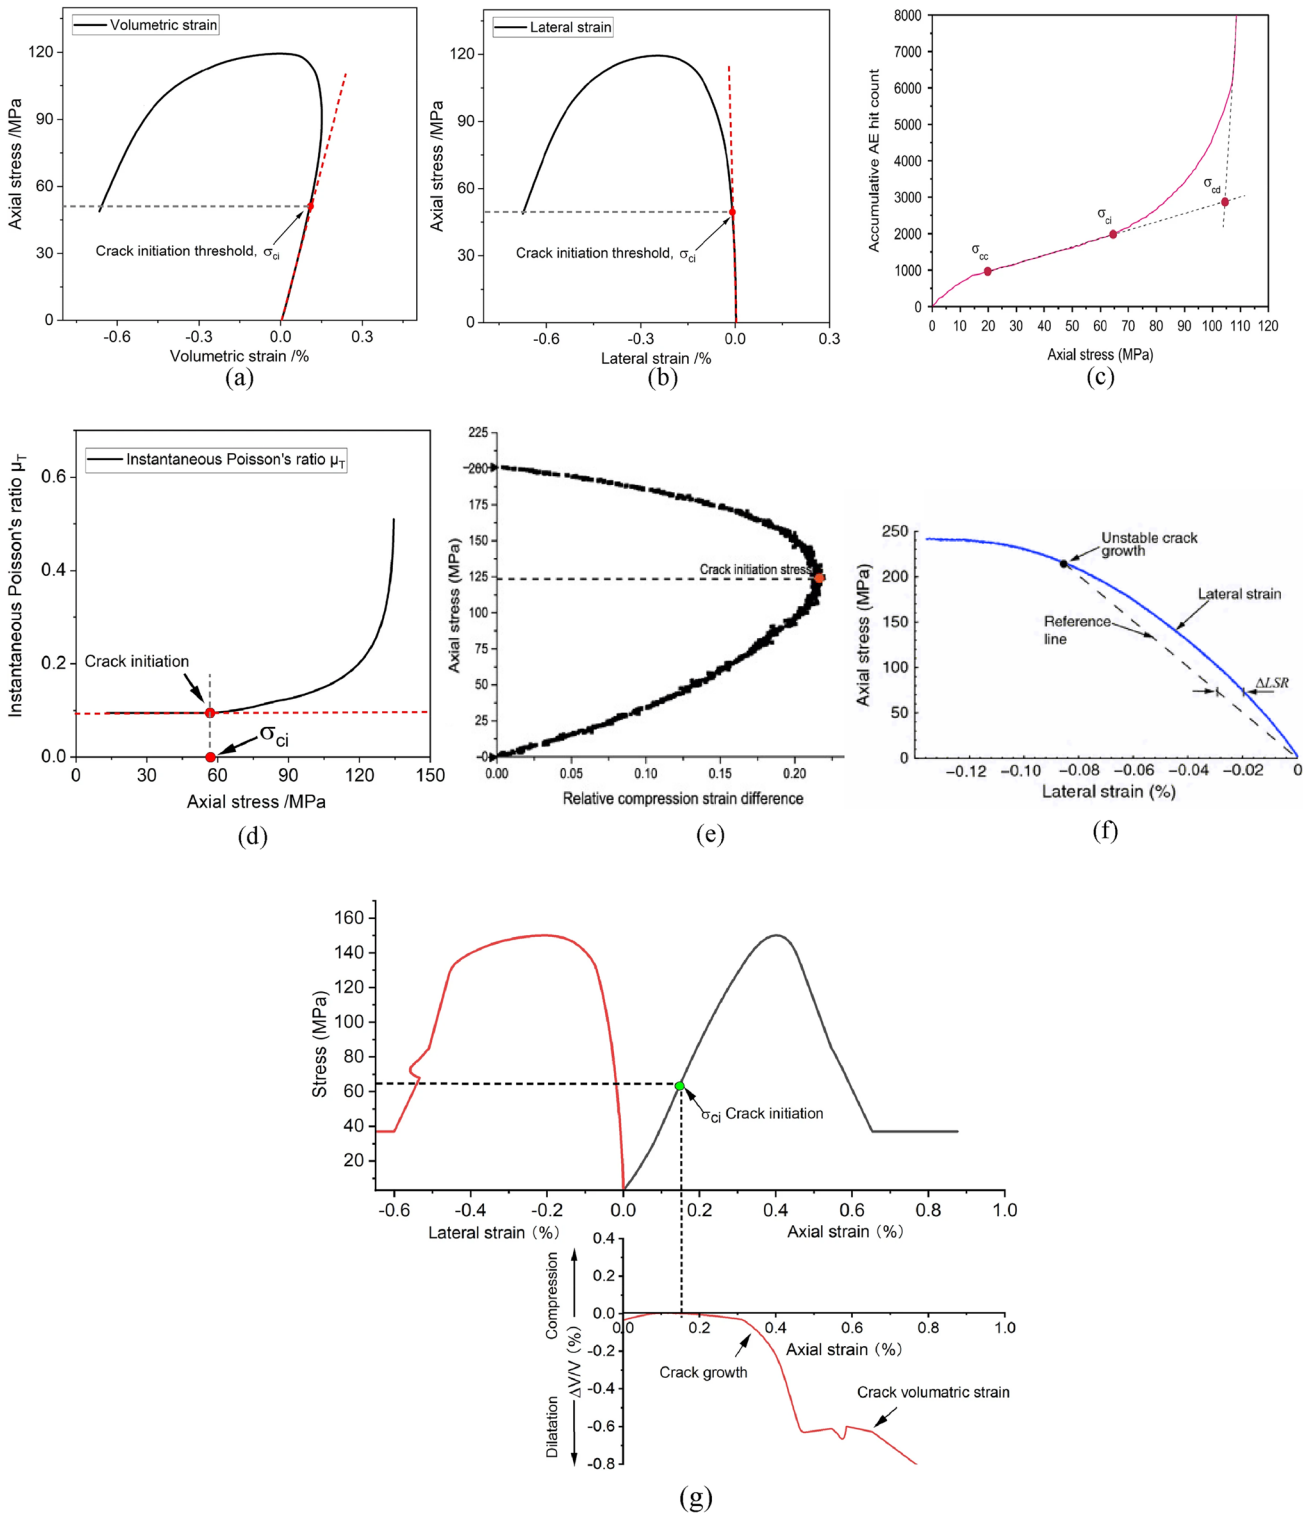 Volumetric strain
Axial stress /MPa
120
90
60
30
0
Crack initiation threshold, σci
-0.6
-0.3
0.0
0.3
Volumetric strain /%
(a)
Lateral strain
Axial stress /MPa
120
90
60
30
0
Crack initiation threshold, σci
-0.6
-0.3
0.0
0.3
Lateral strain /%
(b)
Accumulative AE hit count
8000
7000
6000
5000
4000
3000
2000
1000
0
σcc
σci
σcd
0 10 20 30 40 50 60 70 80 90 100 110 120
Axial stress (MPa)
(c)
Instantaneous Poisson's ratio μT
Instantaneous Poisson's ratio μT
0.6
0.4
0.2
0.0
Crack initiation
σci
0 30 60 90 120 150
Axial stress /MPa
(d)
Axial stress (MPa)
225
200
175
150
125
100
75
50
25
0
Crack initiation stress
0.00 0.05 0.10 0.15 0.20
Relative compression strain difference
(e)
Axial stress (MPa)
250
200
150
100
50
0
Unstable crack
growth
Lateral strain
Reference
line
ΔLSR
−0.12 −0.10 −0.08 −0.06 −0.04 −0.02 0
Lateral strain (%)
(f)
Stress (MPa)
160
140
120
100
80
60
40
20
σci Crack initiation
-0.6 -0.4 -0.2 0.0 0.2 0.4 0.6 0.8 1.0
Lateral strain (%)
Axial strain (%)
Compression
Dilatation
ΔV/V (%)
0.4
0.2
0.0
-0.2
-0.4
-0.6
-0.8
0.0 0.2 0.4 0.6 0.8 1.0
Axial strain (%)
Crack growth
Crack volumatric strain
(g)